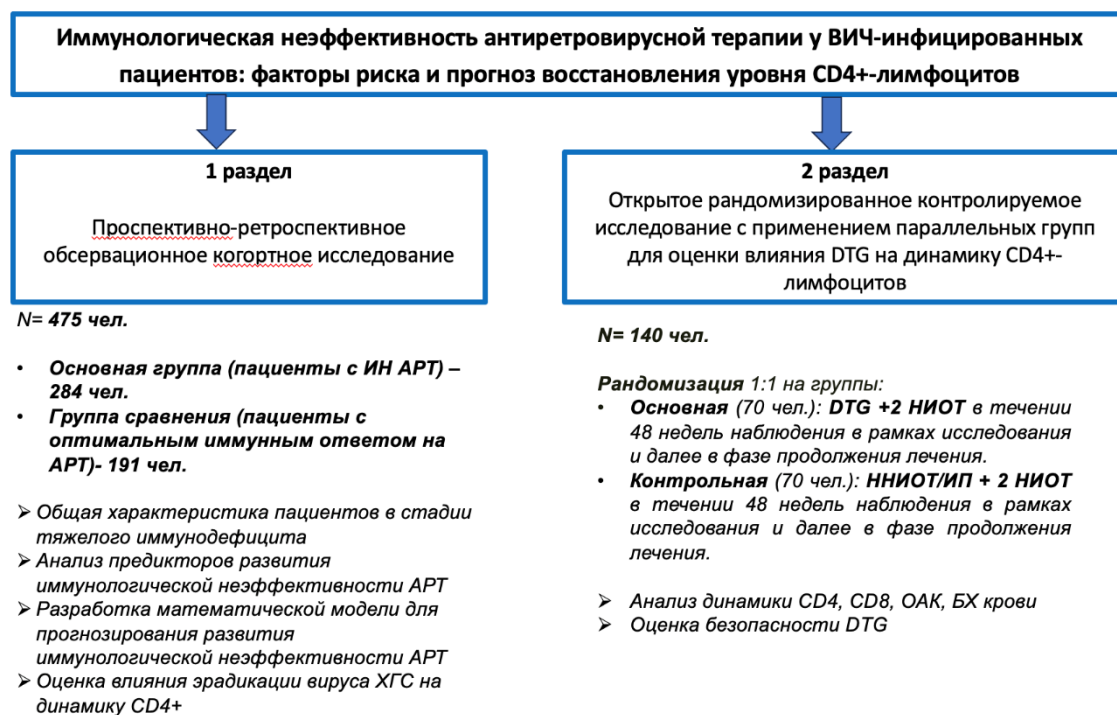 Иммунологическая неэффективность антиретровирусной терапии у ВИЧ-инфицированных
пациентов: факторы риска и прогноз восстановления уровня CD4+-лимфоцитов
1 раздел
Проспективно-ретроспективное
обсервационное когортное исследование
N= 475 чел.
• Основная группа (пациенты с ИН АРТ) –
284 чел.
• Группа сравнения (пациенты с
оптимальным иммунным ответом на
АРТ)- 191 чел.
➢ Общая характеристика пациентов в стадии
тяжелого иммунодефицита
➢ Анализ предикторов развития
иммунологической неэффективности АРТ
➢ Разработка математической модели для
прогнозирования развития
иммунологической неэффективности АРТ
➢ Оценка влияния эрадикации вируса ХГС на
динамику CD4+
2 раздел
Открытое рандомизированное контролируемое
исследование с применением параллельных групп
для оценки влияния DTG на динамику CD4+-
лимфоцитов
N= 140 чел.
Рандомизация 1:1 на группы:
• Основная (70 чел.): DTG +2 НИОТ в течении
48 недель наблюдения в рамках исследования
и далее в фазе продолжения лечения.
• Контрольная (70 чел.): ННИОТ/ИП + 2 НИОТ
в течении 48 недель наблюдения в рамках
исследования и далее в фазе продолжения
лечения.
➢ Анализ динамики CD4, CD8, ОАК, БХ крови
➢ Оценка безопасности DTG